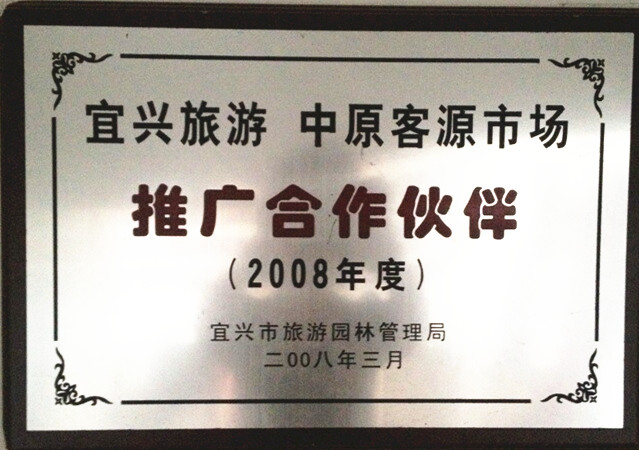 宜兴旅游 中原客源市场
推广合作伙伴
（2008年度）
宜兴市旅游园林管理局
二00八年三月